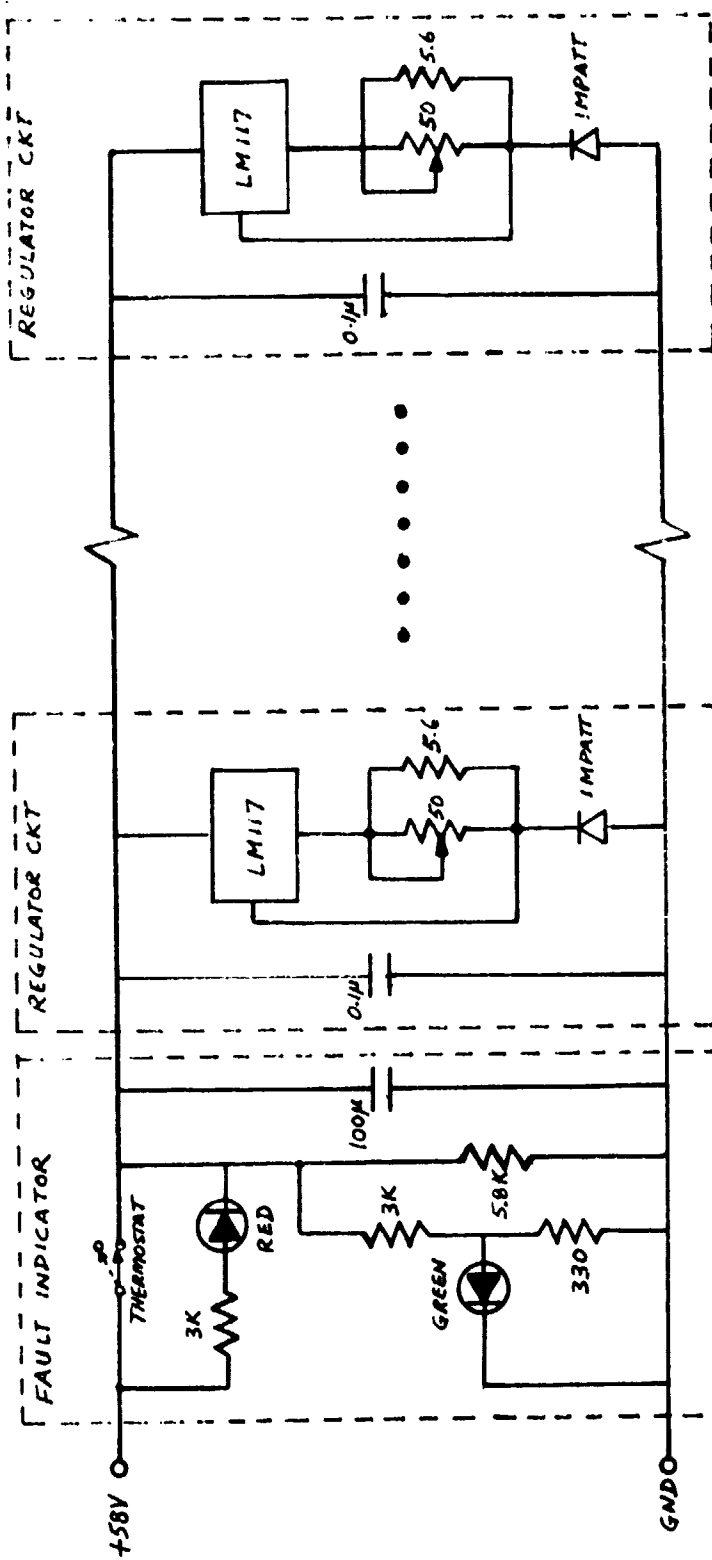 FAULT INDICATOR
REGULATOR CKT
REGULATOR CKT
+58V
THERMOSTAT
3K
RED
3K
5.8K
GREEN
330
100µ
0.1µ
LM117
50
5.6
IMPATT
0.1µ
LM117
50
5.6
IMPATT
GND